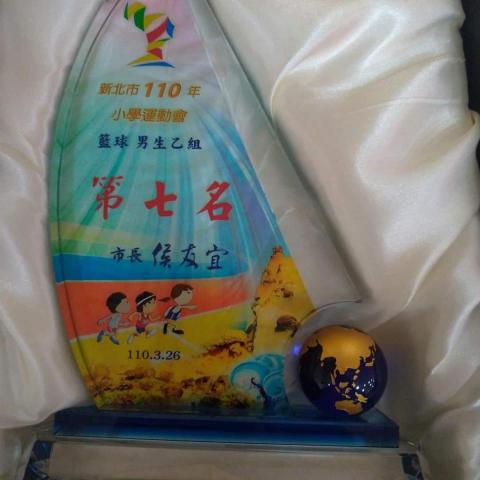 新北市 110 年
小學運動會
籃球 男生乙組
第七名
市長 侯友宜
110.3.26